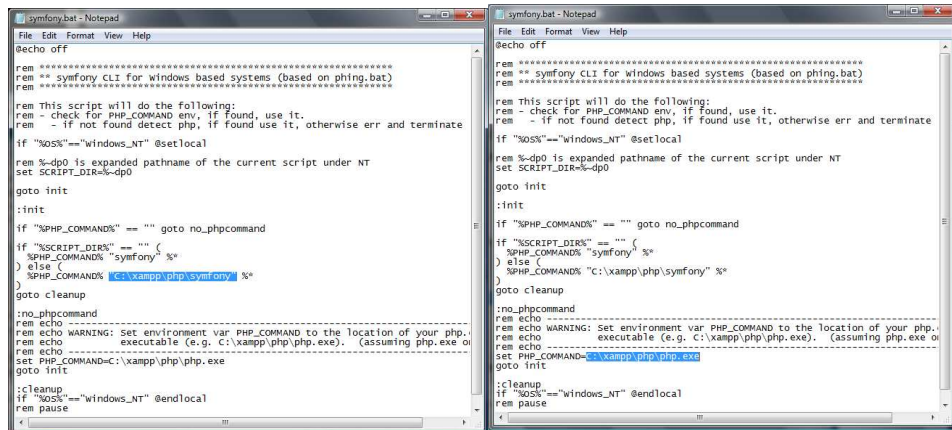 symfony.bat - Notepad
File Edit Format View Help
@echo off
rem *************************************************************
rem ** symfony CLI for Windows based systems (based on phing.bat)
rem *************************************************************
rem This script will do the following:
rem - check for PHP_COMMAND env, if found, use it.
rem   - if not found detect php, if found use it, otherwise err and terminate
if "%OS%"=="Windows_NT" @setlocal
rem %~dp0 is expanded pathname of the current script under NT
set SCRIPT_DIR=%~dp0
goto init
:init
if "%PHP_COMMAND%" == "" goto no_phpcommand
if "%SCRIPT_DIR%" == "" (
  %PHP_COMMAND% "symfony" %*
) else (
  %PHP_COMMAND% "C:\xampp\php\symfony" %*
)
goto cleanup
:no_phpcommand
rem echo ------------------------------------------------------------------------
rem echo WARNING: Set environment var PHP_COMMAND to the location of your php.
rem echo          executable (e.g. C:\xampp\php\php.exe).  (assuming php.exe o
rem echo ------------------------------------------------------------------------
set PHP_COMMAND=C:\xampp\php\php.exe
goto init
:cleanup
if "%OS%"=="Windows_NT" @endlocal
rem pause
symfony.bat - Notepad
File Edit Format View Help
@echo off
rem *************************************************************
rem ** symfony CLI for Windows based systems (based on phing.bat)
rem *************************************************************
rem This script will do the following:
rem - check for PHP_COMMAND env, if found, use it.
rem   - if not found detect php, if found use it, otherwise err and terminate
if "%OS%"=="Windows_NT" @setlocal
rem %~dp0 is expanded pathname of the current script under NT
set SCRIPT_DIR=%~dp0
goto init
:init
if "%PHP_COMMAND%" == "" goto no_phpcommand
if "%SCRIPT_DIR%" == "" (
  %PHP_COMMAND% "symfony" %*
) else (
  %PHP_COMMAND% "C:\xampp\php\symfony" %*
)
goto cleanup
:no_phpcommand
rem echo ------------------------------------------------------------------------
rem echo WARNING: Set environment var PHP_COMMAND to the location of your php.
rem echo          executable (e.g. C:\xampp\php\php.exe).  (assuming php.exe o
rem echo ------------------------------------------------------------------------
set PHP_COMMAND=C:\xampp\php\php.exe
goto init
:cleanup
if "%OS%"=="Windows_NT" @endlocal
rem pause